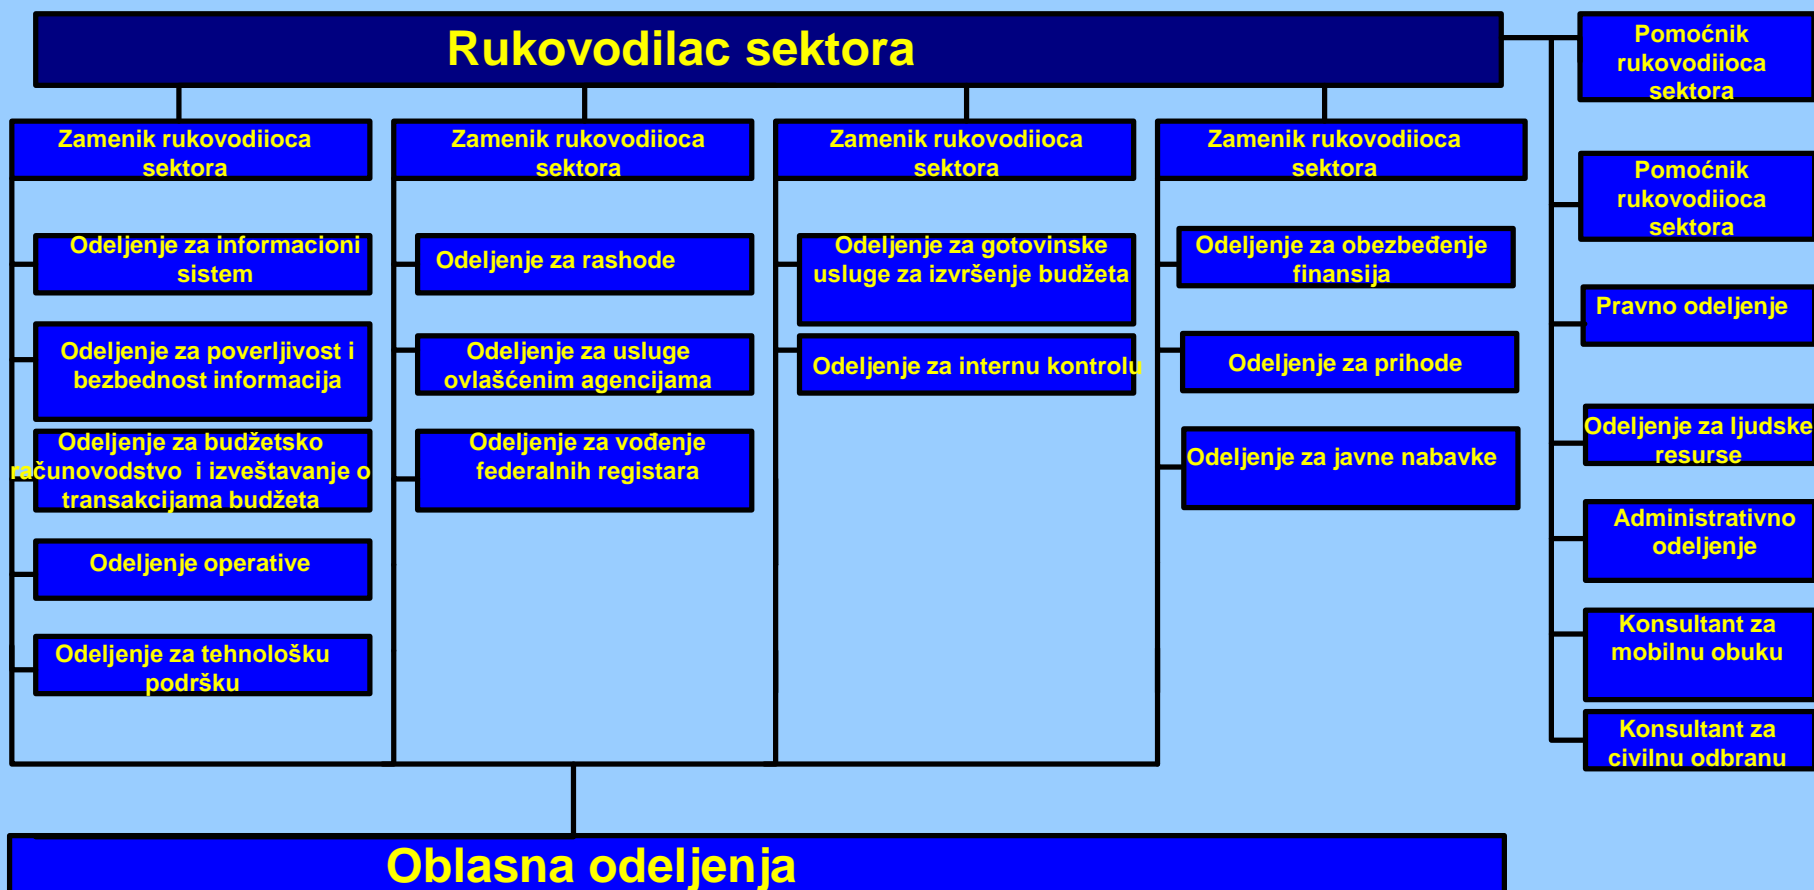 Rukovodilac sektora
Zamenik rukovodiioca
sektora
Odeljenje za informacioni
sistem
Odeljenje za poverljivost i
bezbednost informacija
Odeljenje za budžetsko
računovodstvo i izveštavanje o
transakcijama budžeta
Odeljenje operative
Odeljenje za tehnološku
podršku
Zamenik rukovodiioca
sektora
Odeljenje za rashode
Odeljenje za usluge
ovlašćenim agencijama
Odeljenje za vođenje
federalnih registara
Zamenik rukovodiioca
sektora
Odeljenje za gotovinske
usluge za izvršenje budžeta
Odeljenje za internu kontrolu
Zamenik rukovodiioca
sektora
Odeljenje za obezbeđenje
finansija
Odeljenje za prihode
Odeljenje za javne nabavke
Pomoćnik
rukovodiioca
sektora
Pomoćnik
rukovodiioca
sektora
Pravno odeljenje
Odeljenje za ljudske
resurse
Administrativno
odeljenje
Konsultant za
mobilnu obuku
Konsultant za
civilnu odbranu
Oblasna odeljenja